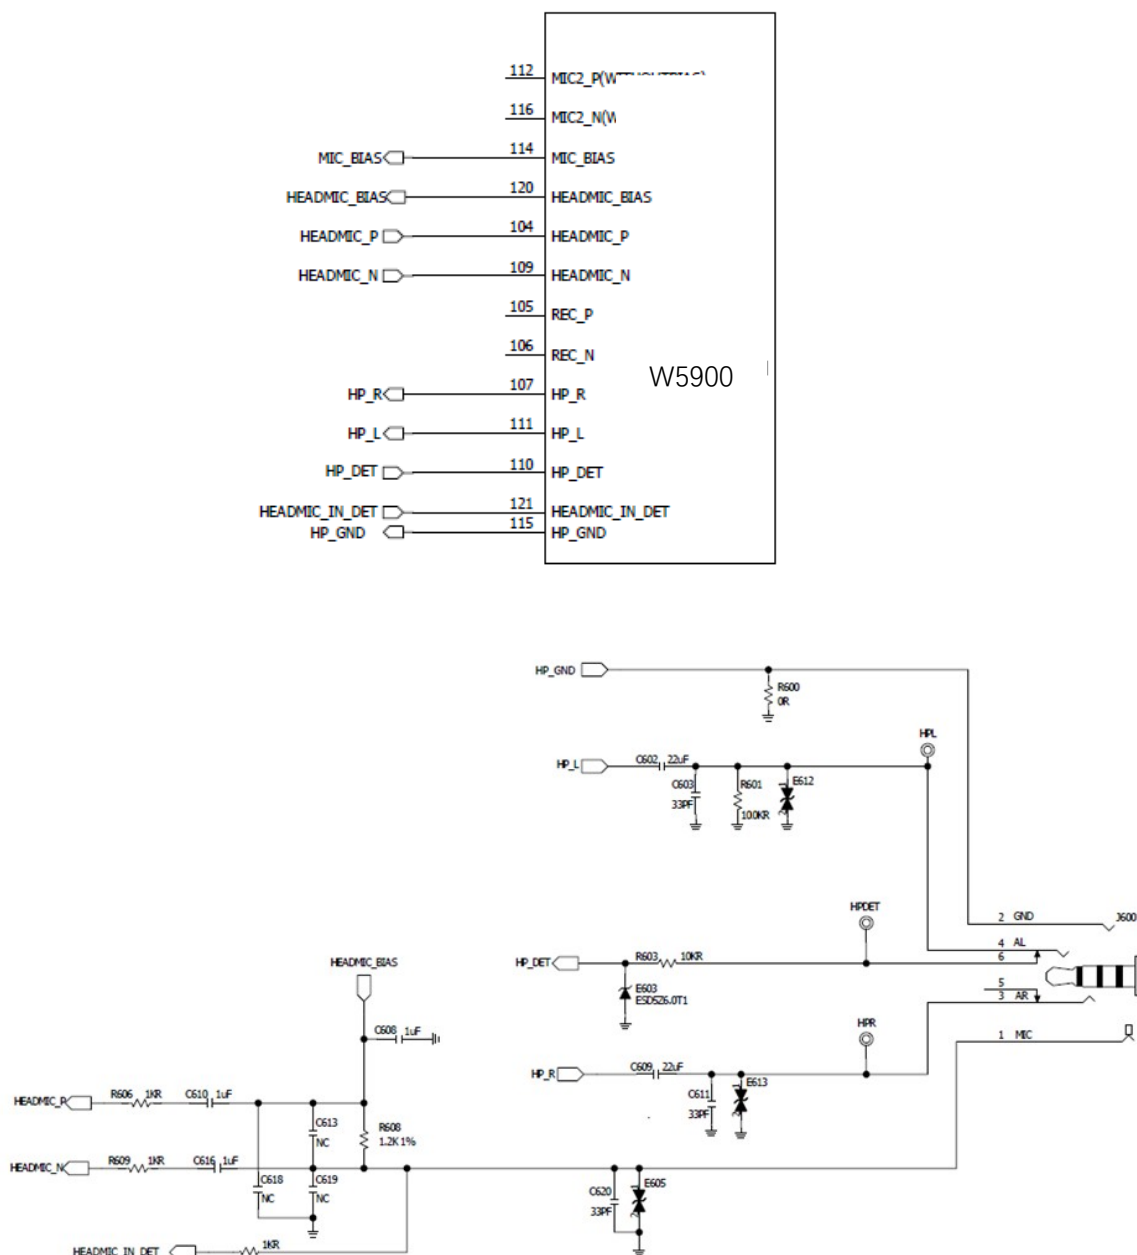 112 MIC2_P(W
116 MIC2_N(W
MIC_BIAS 114 MIC_BIAS
HEADMIC_BIAS 120 HEADMIC_BIAS
HEADMIC_P 104 HEADMIC_P
HEADMIC_N 109 HEADMIC_N
105 REC_P
106 REC_N
W5900
HP_R 107 HP_R
HP_L 111 HP_L
HP_DET 110 HP_DET
HEADMIC_IN_DET 121 HEADMIC_IN_DET
HP_GND 115 HP_GND
HP_GND
R600
0R
HPL
HP_L C602 22uF
C603
33PF
R601
100KR
E612
HPDET
2 GND J600
4 AL
6
HP_DET R603 10KR
E603
ESD5Z6.0T1
5
3 AR
HPR
1 MIC
HP_R C609 22uF
C611
33PF
E613
HEADMIC_BIAS
C608 1uF
HEADMIC_P R606 1KR C610 1uF
C613
NC
R608
1.2K1%
HEADMIC_N R609 1KR C616 1uF
C618
NC
C619
NC
C620
33PF
E605
HEADMIC_IN_DET 1KR